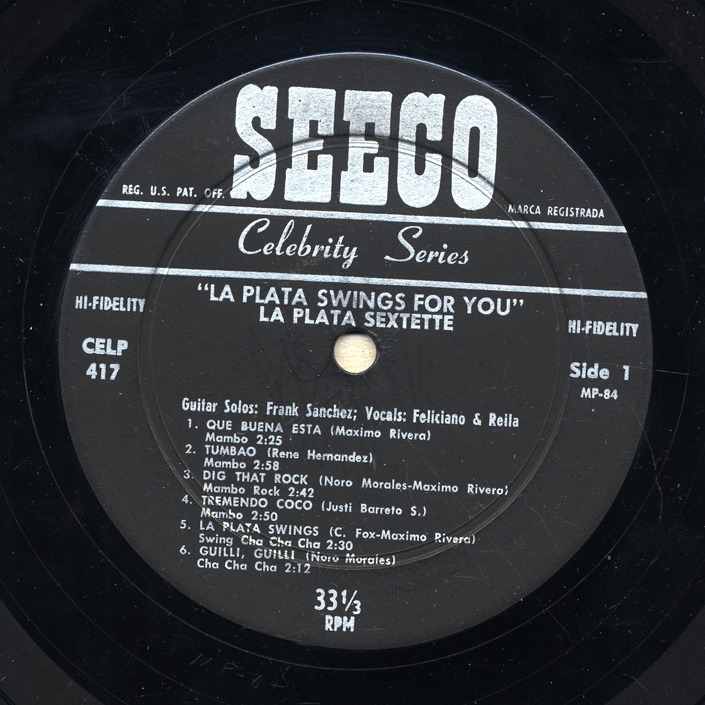 SEECO
REG. U.S. PAT. OFF.
MARCA REGISTRADA
Celebrity Series
"LA PLATA SWINGS FOR YOU"
LA PLATA SEXTETTE
HI-FIDELITY
HI-FIDELITY
CELP
417
Side 1
MP-84
Guitar Solos: Frank Sanchez; Vocals: Feliciano & Reila
1. QUE BUENA ESTA (Maximo Rivera)
Mambo 2:25
2. TUMBAO (Rene Hernandez)
Mambo 2:58
3. DIG THAT ROCK (Noro Morales-Maximo Rivera)
Mambo Rock 2:42
4. TREMENDO COCO (Justi Barreto S.)
Mambo 2:50
5. LA PLATA SWINGS (C. Fox-Maximo Rivera)
Swing Cha Cha Cha 2:30
6. GUILLI, GUILLI (Noro Morales)
Cha Cha Cha 2:12
33 1/3
RPM